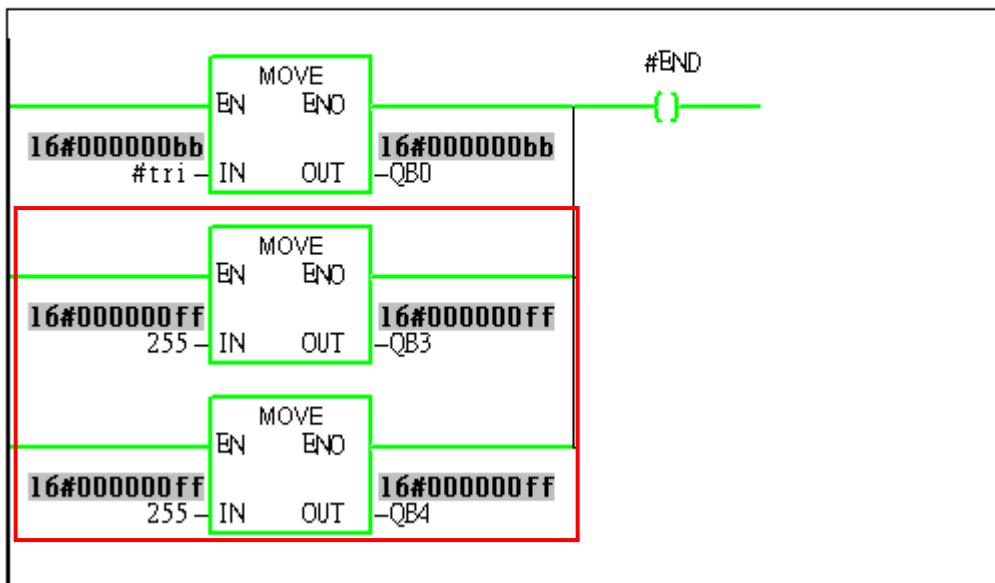 #END
MOVE
EN ENO
16#000000bb 16#000000bb
#tri IN OUT QB0
MOVE
EN ENO
16#000000ff 16#000000ff
255 IN OUT QB3
MOVE
EN ENO
16#000000ff 16#000000ff
255 IN OUT QB4